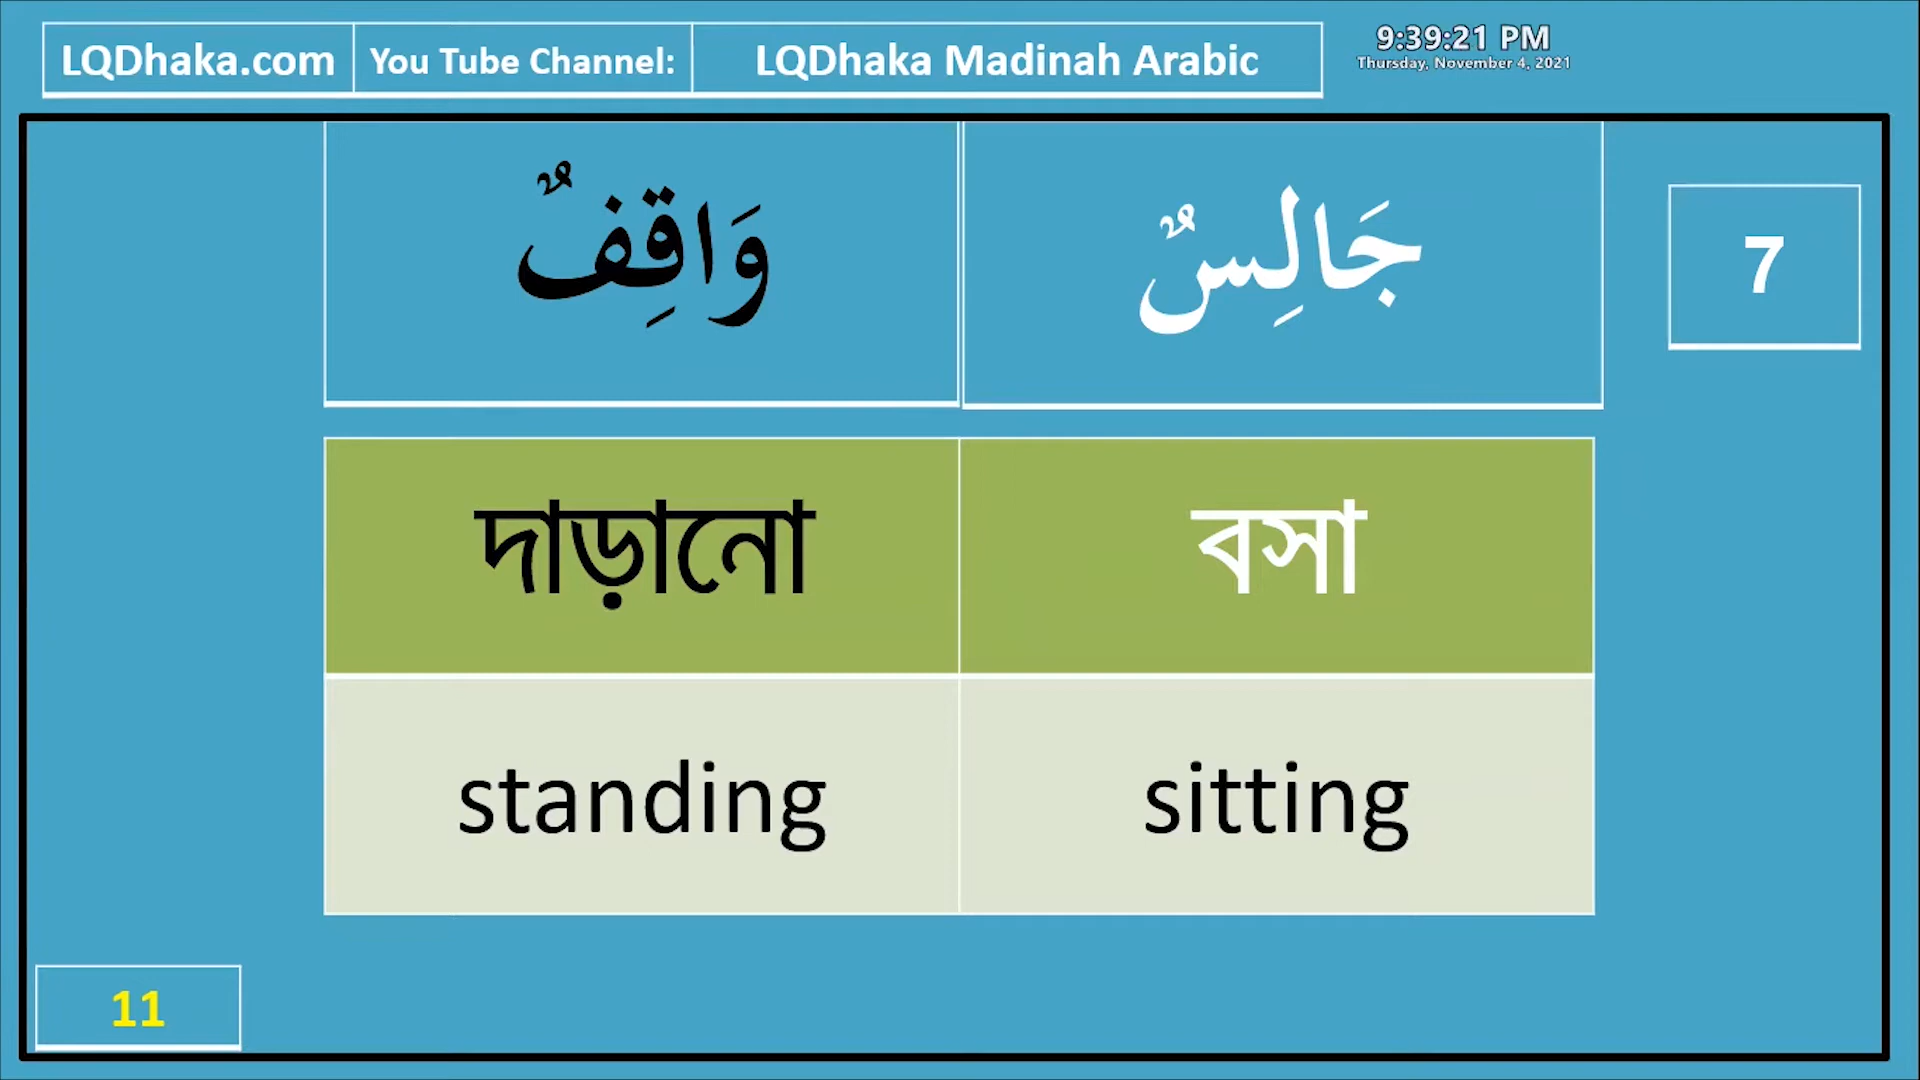 LQDhaka.com You Tube Channel: LQDhaka Madinah Arabic
9:39:21 PM
Thursday, November 4, 2021
جَالِسٌ وَاقِفٌ
7
দাড়ানো বসা
standing sitting
11